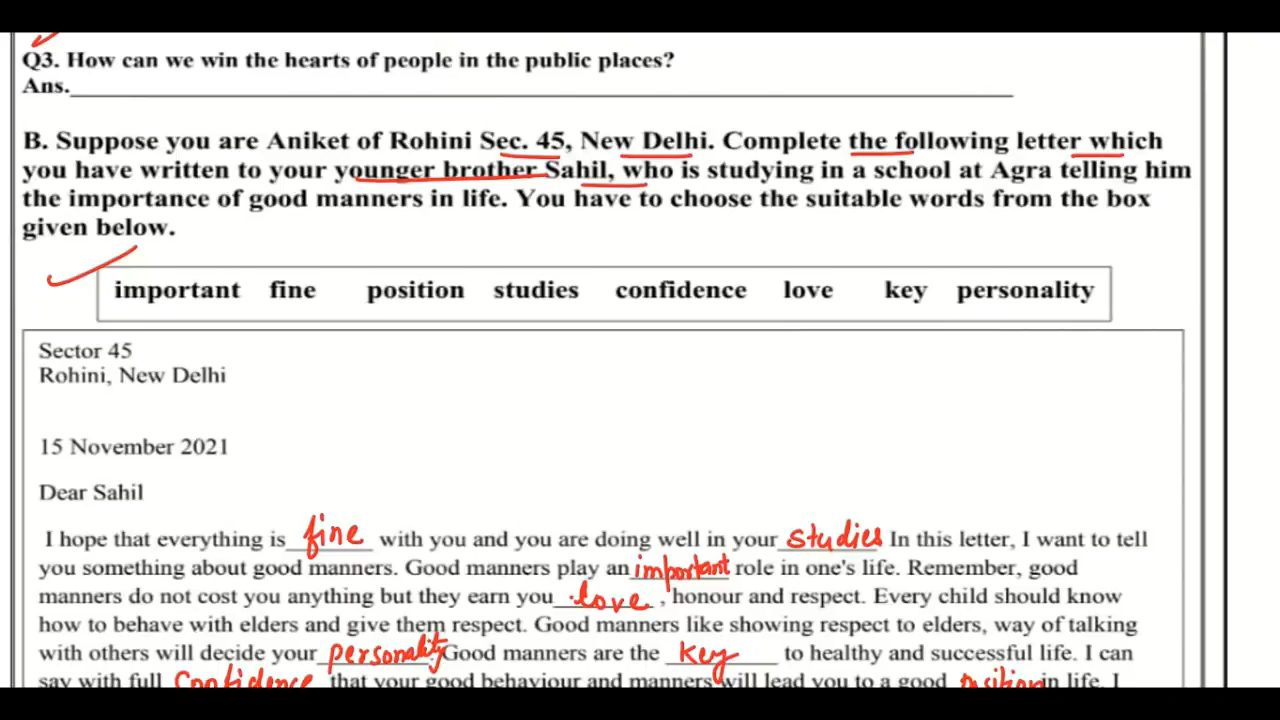 Q3. How can we win the hearts of people in the public places?
Ans.
B. Suppose you are Aniket of Rohini Sec. 45, New Delhi. Complete the following letter which
you have written to your younger brother Sahil, who is studying in a school at Agra telling him
the importance of good manners in life. You have to choose the suitable words from the box
given below.
important fine position studies confidence love key personality
Sector 45
Rohini, New Delhi
15 November 2021
Dear Sahil
I hope that everything is fine with you and you are doing well in your studies In this letter, I want to tell
you something about good manners. Good manners play an important role in one's life. Remember, good
manners do not cost you anything but they earn you love, honour and respect. Every child should know
how to behave with elders and give them respect. Good manners like showing respect to elders, way of talking
with others will decide your personality. Good manners are the key to healthy and successful life. I can
say with full confidence that your good behaviour and manners will lead you to a good position in life. I